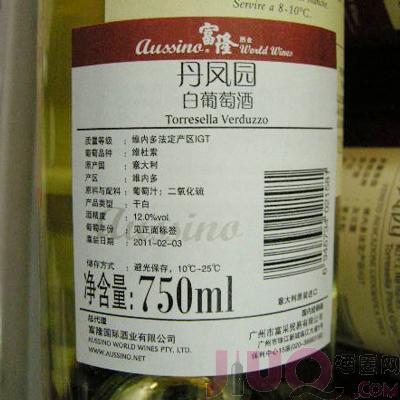 Servire a 8-10°C.
Aussino 富隆 酒业 World Wines
丹凤园
白葡萄酒
Torresella Verduzzo
质量等级： 维内多法定产区IGT
葡萄品种： 维杜索
原产国： 意大利
产区： 维内多
原料与配料： 葡萄汁；二氧化硫
产品类型： 干白
酒精度： 12.0%vol
葡萄年份： 见正面标签
灌装日期： 2011-02-03
储存方式： 避光保存，10℃~25℃
净含量:750ml
意大利原装进口
总代理
富隆国际酒业有限公司
AUSSINO WORLD WINES PTY. LTD.
WWW.AUSSINO.NET
国内经销商
广州市富采贸易有限公司
Aussino